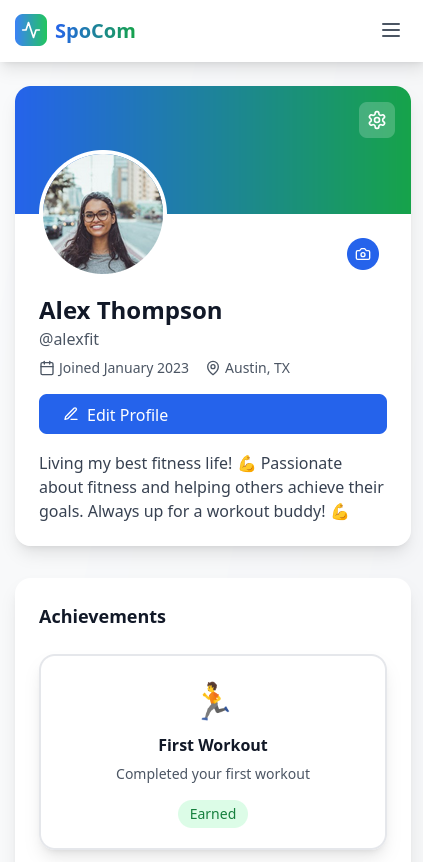 SpoCom
Alex Thompson
@alexfit
Joined January 2023 Austin, TX
Edit Profile
Living my best fitness life! 💪 Passionate
about fitness and helping others achieve their
goals. Always up for a workout buddy! 💪
Achievements
First Workout
Completed your first workout
Earned